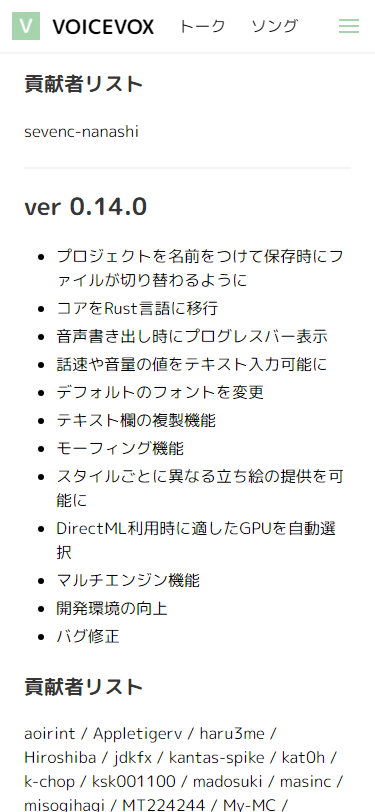 V VOICEVOX トーク ソング
貢献者リスト
sevenc-nanashi
ver 0.14.0
プロジェクトを名前をつけて保存時にフ
ァイルが切り替わるように
コアをRust言語に移行
音声書き出し時にプログレスバー表示
話速や音量の値をテキスト入力可能に
デフォルトのフォントを変更
テキスト欄の複製機能
モーフィング機能
スタイルごとに異なる立ち絵の提供を可
能に
DirectML利用時に適したGPUを自動選
択
マルチエンジン機能
開発環境の向上
バグ修正
貢献者リスト
aoirint / Appletigerv / haru3me /
Hiroshiba / jdkfx / kantas-spike / kat0h /
k-chop / ksk001100 / madosuki / masinc /
misogihagi / MT224244 / My-MC /